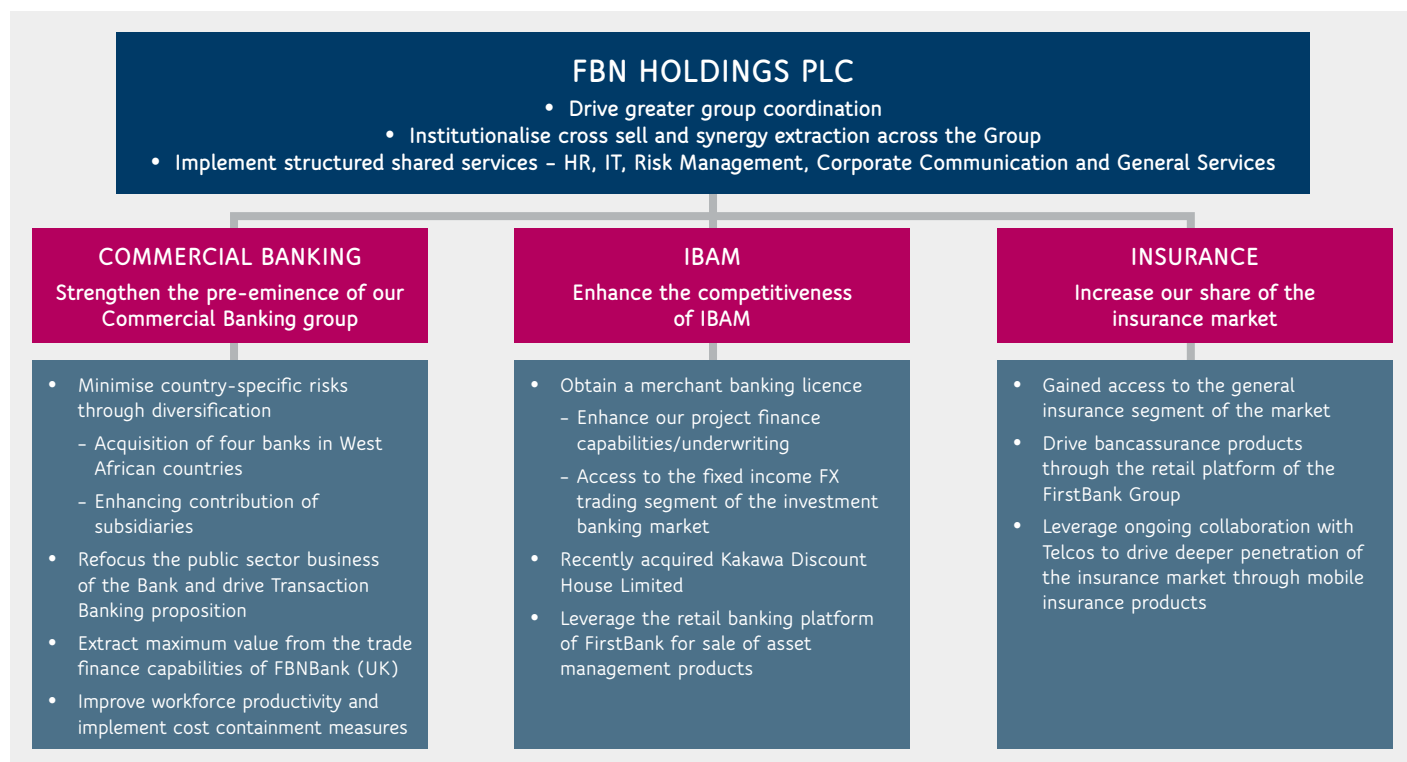 FBN HOLDINGS PLC
• Drive greater group coordination
• Institutionalise cross sell and synergy extraction across the Group
• Implement structured shared services – HR, IT, Risk Management, Corporate Communication and General Services
COMMERCIAL BANKING
Strengthen the pre-eminence of our
Commercial Banking group
• Minimise country-specific risks
through diversification
– Acquisition of four banks in West
African countries
– Enhancing contribution of
subsidiaries
• Refocus the public sector business
of the Bank and drive Transaction
Banking proposition
• Extract maximum value from the trade
finance capabilities of FBNBank (UK)
• Improve workforce productivity and
implement cost containment measures
IBAM
Enhance the competitiveness
of IBAM
• Obtain a merchant banking licence
– Enhance our project finance
capabilities/underwriting
– Access to the fixed income FX
trading segment of the investment
banking market
• Recently acquired Kakawa Discount
House Limited
• Leverage the retail banking platform
of FirstBank for sale of asset
management products
INSURANCE
Increase our share of the
insurance market
• Gained access to the general
insurance segment of the market
• Drive bancassurance products
through the retail platform of the
FirstBank Group
• Leverage ongoing collaboration with
Telcos to drive deeper penetration of
the insurance market through mobile
insurance products